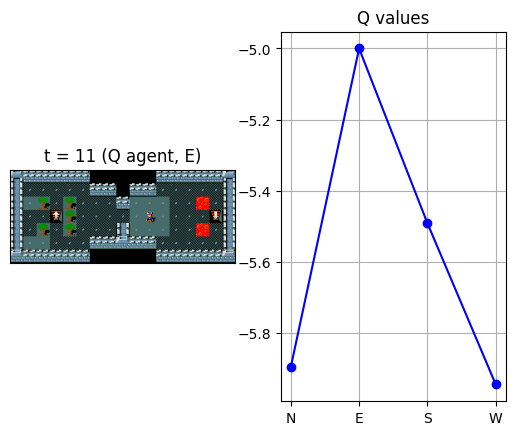 Q values
t = 11 (Q agent, E)
−5.0
−5.2
−5.4
−5.6
−5.8
N E S W